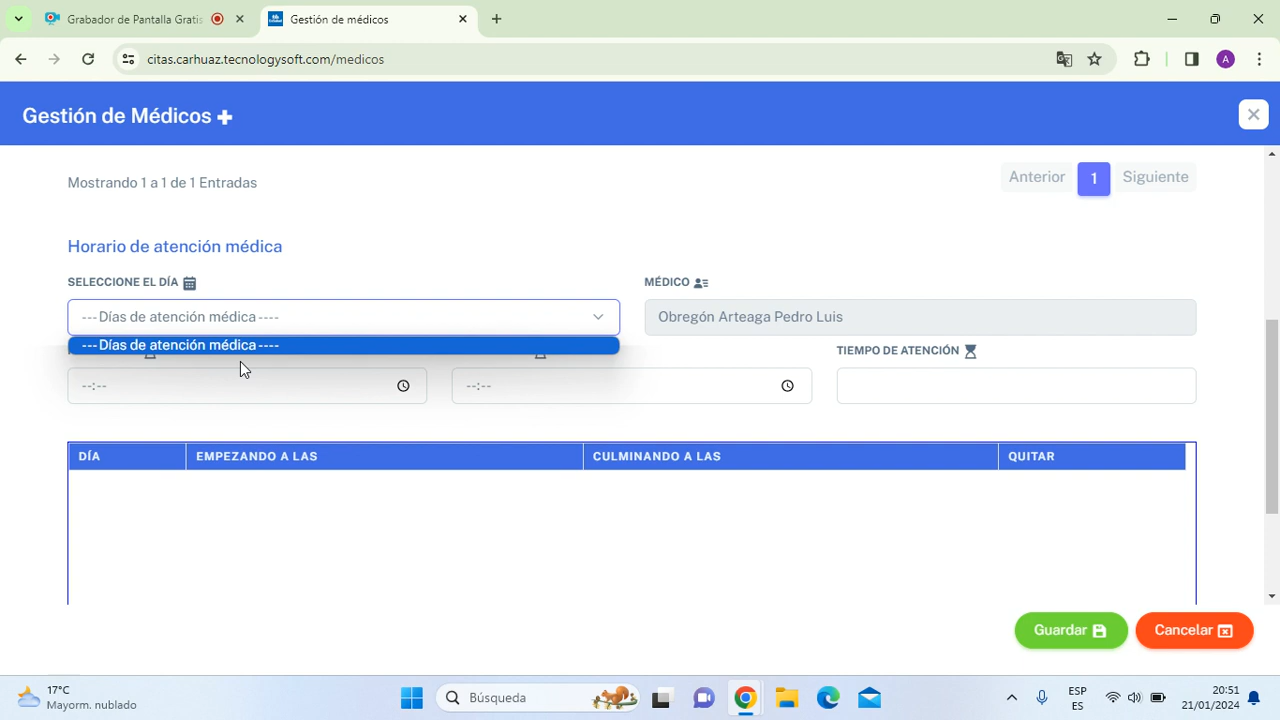 Grabador de Pantalla Gratis
Gestión de médicos
citas.carhuaz.tecnologysoft.com/medicos
A
Gestión de Médicos
Mostrando 1 a 1 de 1 Entradas
Anterior 1 Siguiente
Horario de atención médica
SELECCIONE EL DÍA
MÉDICO
--- Días de atención médica ----
Obregón Arteaga Pedro Luis
--- Días de atención médica ----
TIEMPO DE ATENCIÓN
--:--
--:--
DÍA EMPEZANDO A LAS CULMINANDO A LAS QUITAR
Guardar
Cancelar
17°C
Mayorm. nublado
Búsqueda
ESP
ES
20:51
21/01/2024